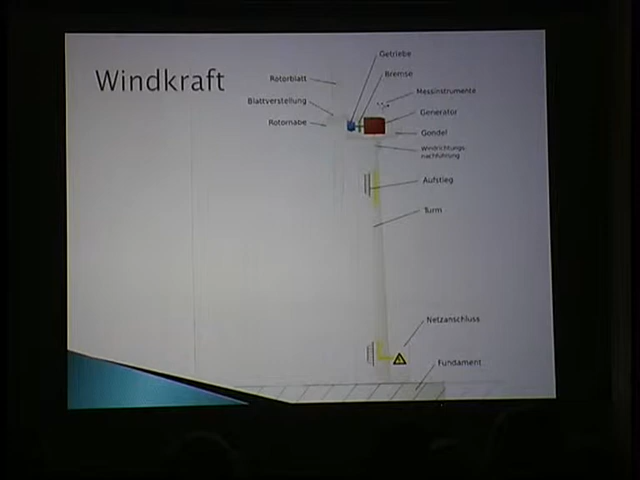 Windkraft
Getriebe
Bremse
Rotorblatt
Messinstrumente
Blattverstellung
Generator
Rotornabe
Gondel
Windrichtungs-
nachführung
Aufstieg
Turm
Netzanschluss
Fundament